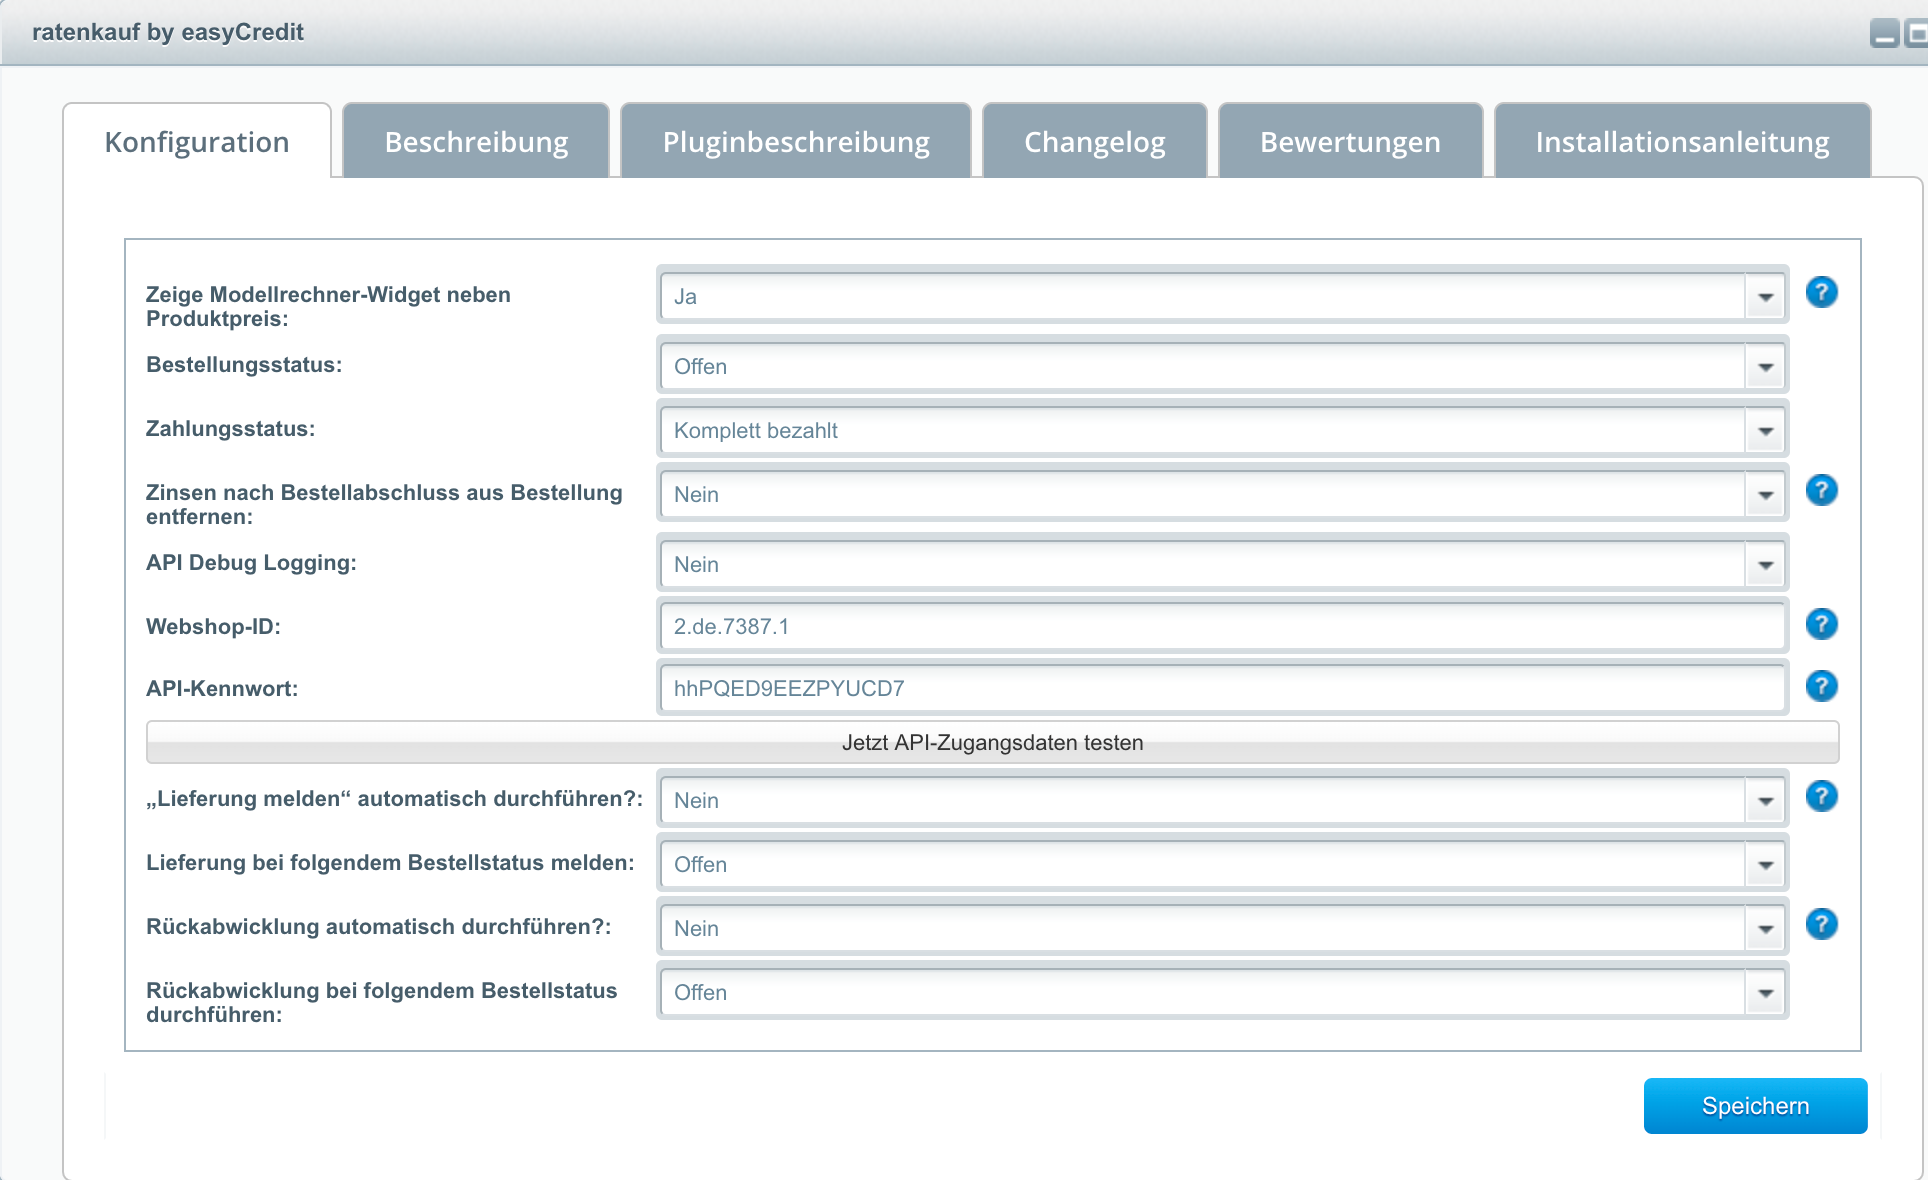 ratenkauf by easyCredit
Konfiguration
Beschreibung
Pluginbeschreibung
Changelog
Bewertungen
Installationsanleitung
Zeige Modellrechner-Widget neben
Produktpreis:
Ja
?
Bestellungsstatus:
Offen
Zahlungsstatus:
Komplett bezahlt
Zinsen nach Bestellabschluss aus Bestellung
entfernen:
Nein
?
API Debug Logging:
Nein
Webshop-ID:
2.de.7387.1
?
API-Kennwort:
hhPQED9EEZPYUCD7
?
Jetzt API-Zugangsdaten testen
„Lieferung melden“ automatisch durchführen?:
Nein
?
Lieferung bei folgendem Bestellstatus melden:
Offen
Rückabwicklung automatisch durchführen?:
Nein
?
Rückabwicklung bei folgendem Bestellstatus
durchführen:
Offen
Speichern